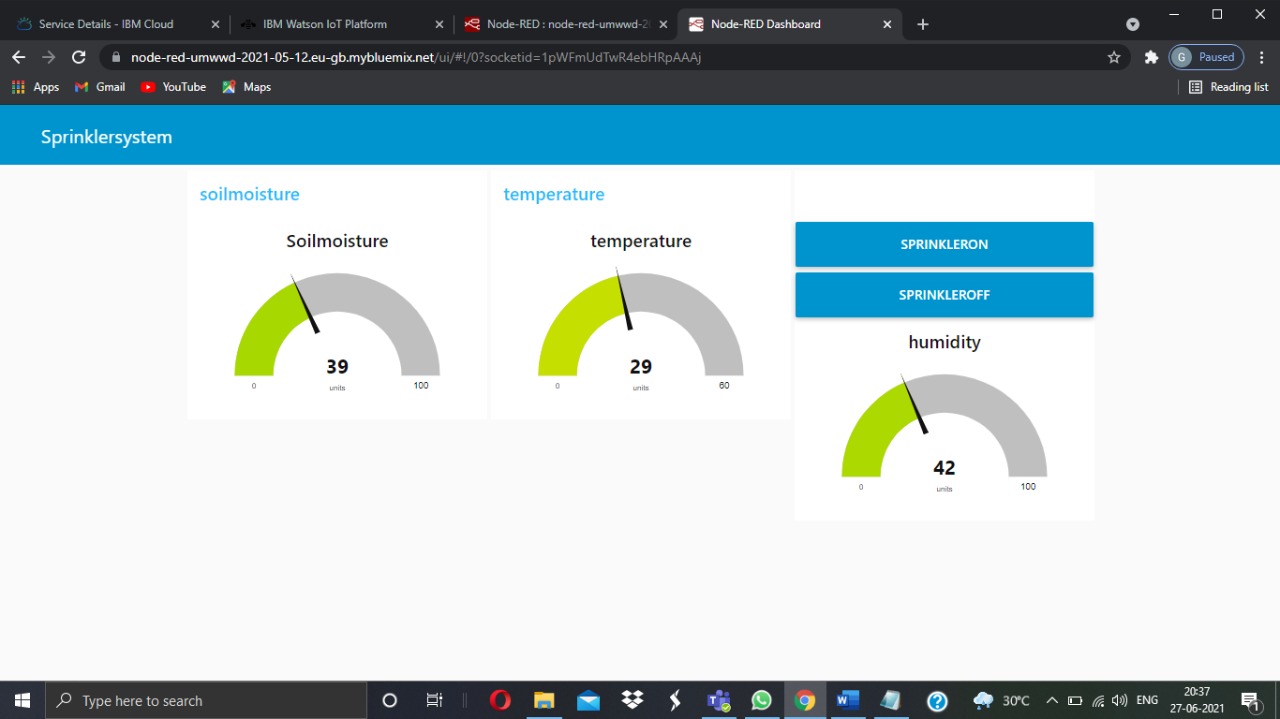 Service Details - IBM Cloud
IBM Watson IoT Platform
Node-RED : node-red-umwwd-20
Node-RED Dashboard
node-red-umwwd-2021-05-12.eu-gb.mybluemix.net/ui/#!/0?socketid=1pWFmUdTwR4ebHRpAAAj
G Paused
Apps
Gmail
YouTube
Maps
Reading list
Sprinklersystem
soilmoisture
Soilmoisture
39
units
0
100
temperature
temperature
29
units
0
60
SPRINKLERON
SPRINKLEROFF
humidity
42
units
0
100
Type here to search
30°C
ENG
20:37
27-06-2021
1